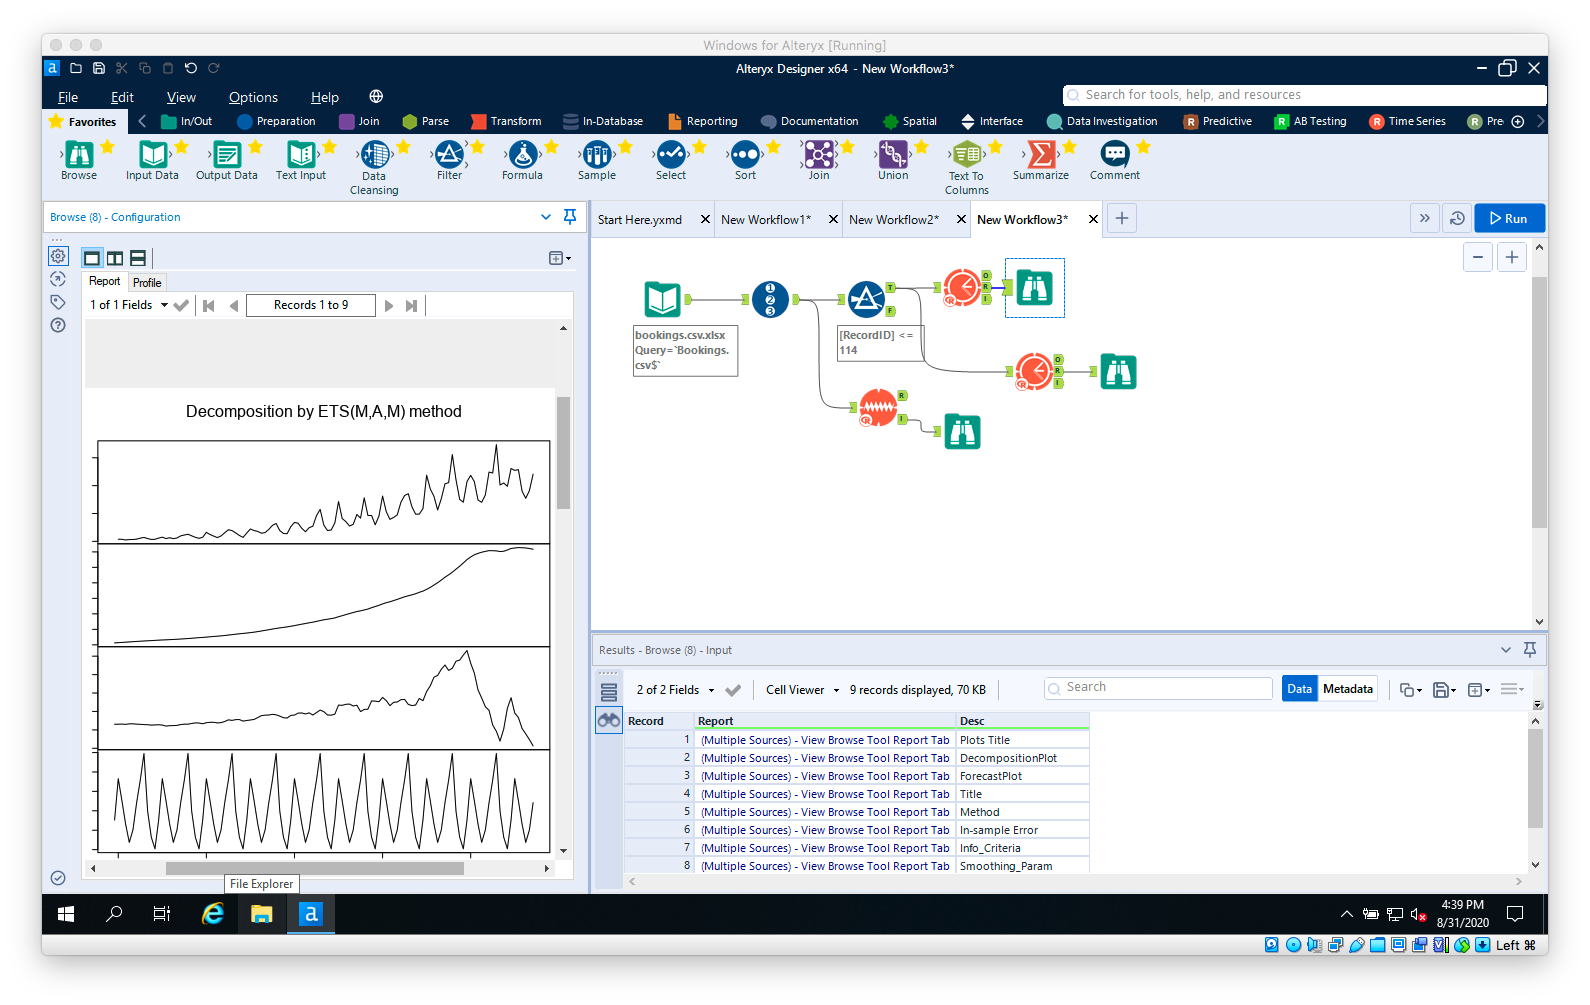 Windows for Alteryx [Running]
a
Alteryx Designer x64 - New Workflow3*
File Edit View Options Help
Search for tools, help, and resources
Favorites In/Out Preparation Join Parse Transform In-Database Reporting Documentation Spatial Interface Data Investigation R Predictive R AB Testing R Time Series R Pre
Browse Input Data Output Data Text Input Data Cleansing Filter Formula Sample Select Sort Join Union Text To Columns Summarize Comment
Browse (8) - Configuration
Report Profile
1 of 1 Fields Records 1 to 9
Decomposition by ETS(M,A,M) method
File Explorer
Start Here.yxmd New Workflow1* New Workflow2* New Workflow3* Run
bookings.csv.xlsx
Query=`Bookings.
csv$`
1
2
3
T
F
[RecordID] <=
114
O
R
I
R
O
R
I
R
R
I
R
Results - Browse (8) - Input
2 of 2 Fields Cell Viewer 9 records displayed, 70 KB Search Data Metadata
Record Report Desc
1 (Multiple Sources) - View Browse Tool Report Tab Plots Title
2 (Multiple Sources) - View Browse Tool Report Tab DecompositionPlot
3 (Multiple Sources) - View Browse Tool Report Tab ForecastPlot
4 (Multiple Sources) - View Browse Tool Report Tab Title
5 (Multiple Sources) - View Browse Tool Report Tab Method
6 (Multiple Sources) - View Browse Tool Report Tab In-sample Error
7 (Multiple Sources) - View Browse Tool Report Tab Info_Criteria
8 (Multiple Sources) - View Browse Tool Report Tab Smoothing_Param
a
4:39 PM
8/31/2020
Left ⌘